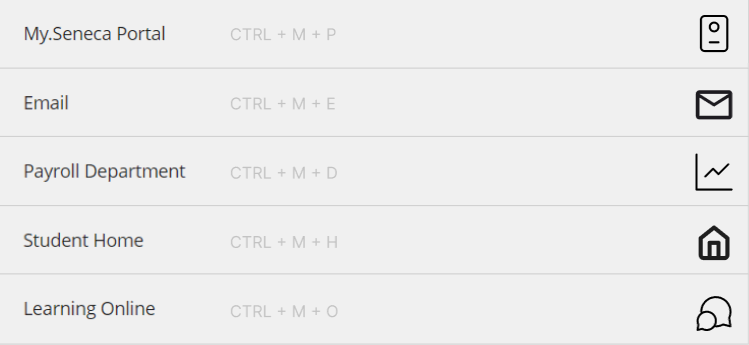 My.Seneca Portal CTRL + M + P
Email CTRL + M + E
Payroll Department CTRL + M + D
Student Home CTRL + M + H
Learning Online CTRL + M + O